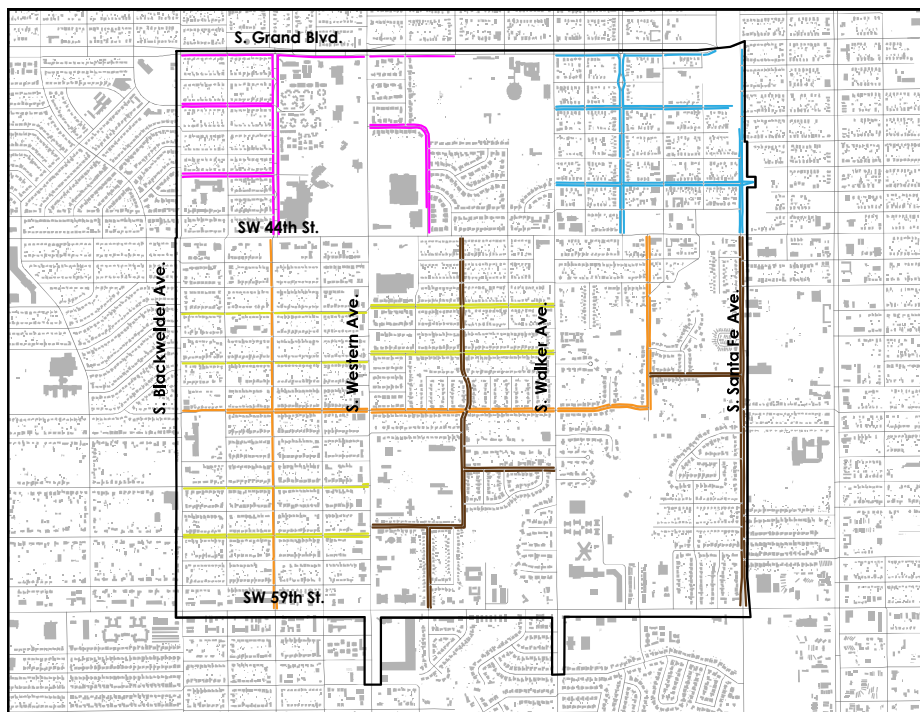 S. Grand Blvd.
SW 44th St.
S. Blackwelder Ave.
S. Western Ave.
S. Walker Ave.
S. Santa Fe Ave.
SW 59th St.